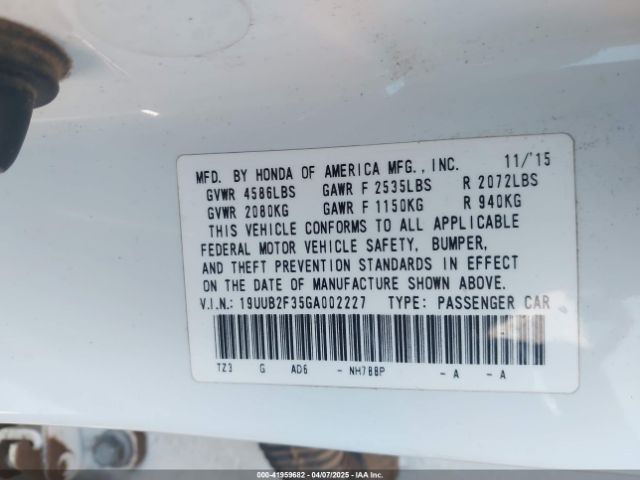 MFD. BY HONDA OF AMERICA MFG., INC. 11/'15
GVWR 4586LBS GAWR F 2535LBS R 2072LBS
GVWR 2080KG GAWR F 1150KG R 940KG
THIS VEHICLE CONFORMS TO ALL APPLICABLE
FEDERAL MOTOR VEHICLE SAFETY, BUMPER,
AND THEFT PREVENTION STANDARDS IN EFFECT
ON THE DATE OF MANUFACTURE SHOWN ABOVE.
V.I.N.: 19UUB2F35GA002227 TYPE: PASSENGER CAR
TZ3 G AD6 - NH788P - A - A
000-41959682 - 04/07/2025 - IAA Inc.